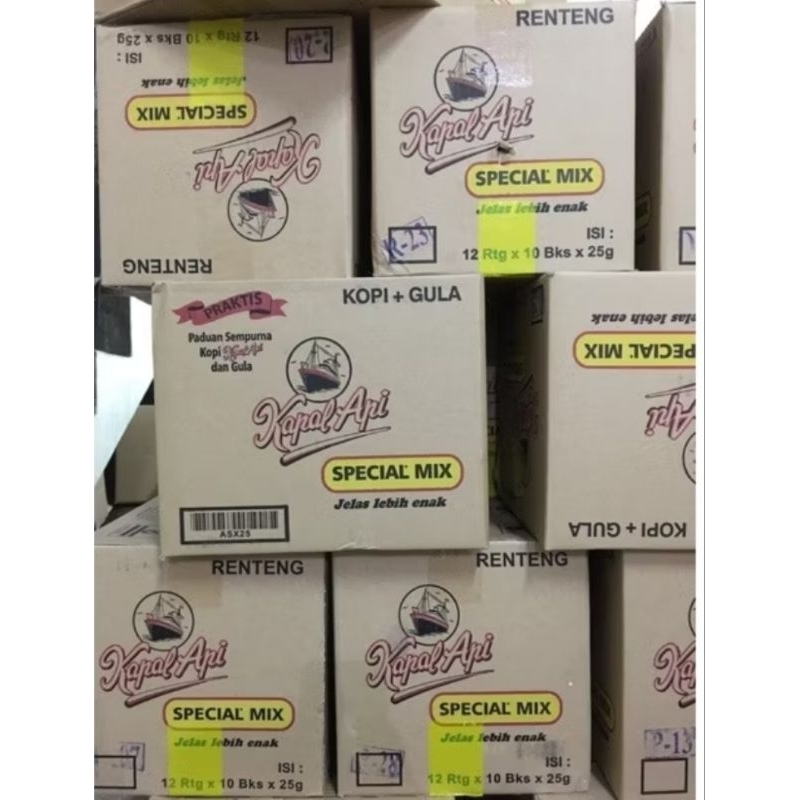 RENTENG
Kapal Api
SPECIAL MIX
Jelas lebih enak
ISI :
12 Rtg x 10 Bks x 25g
RENTENG
Kapal Api
SPECIAL MIX
Jelas lebih enak
R-23
ISI :
12 Rtg x 10 Bks x 25g
PRAKTIS
Paduan Sempurna
Kopi Kapal Api
dan Gula
KOPI + GULA
Kapal Api
SPECIAL MIX
Jelas lebih enak
ASX25
KOPI + GULA
SPECIAL MIX
lebih enak
RENTENG
Kapal Api
SPECIAL MIX
Jelas lebih enak
ISI :
12 Rtg x 10 Bks x 25g
RENTENG
Kapal Api
SPECIAL MIX
Jelas lebih enak
ISI :
12 Rtg x 10 Bks x 25g